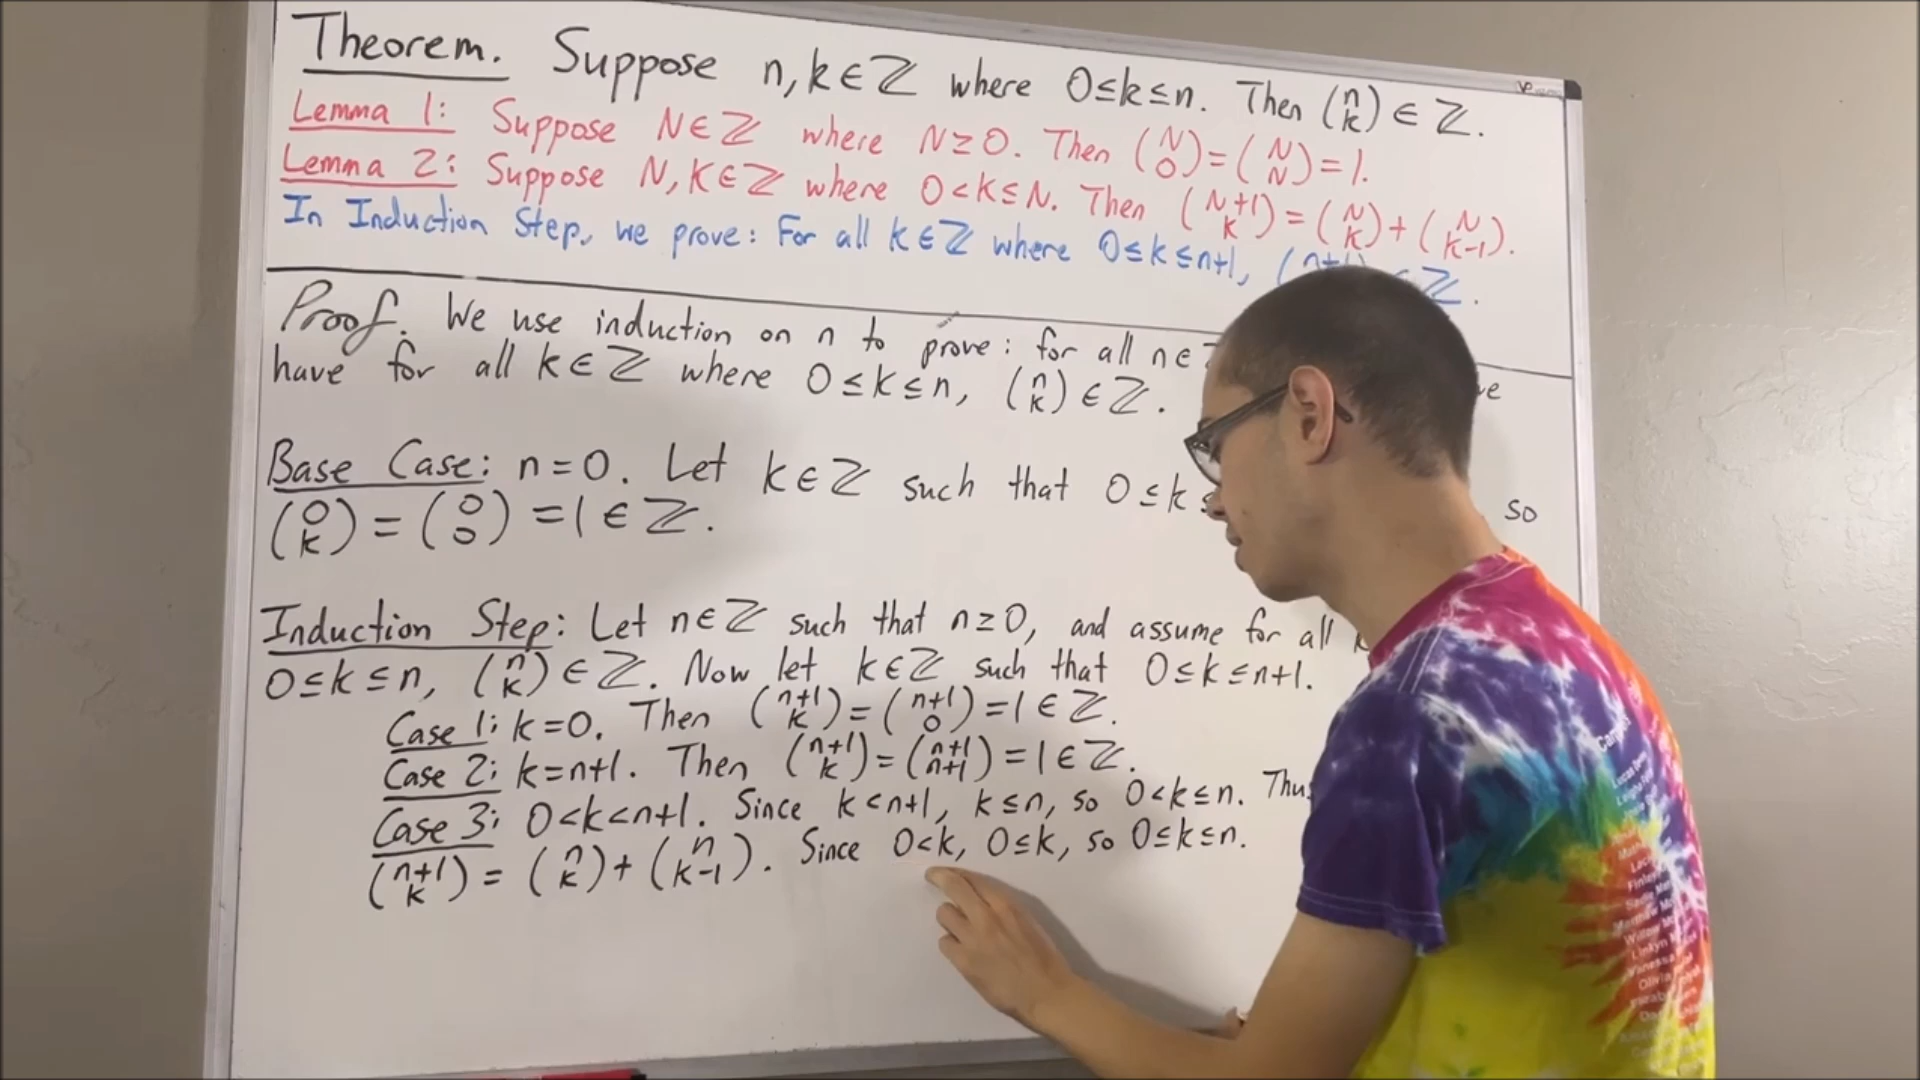 Theorem. Suppose n, k ∈ ℤ where 0 ≤ k ≤ n. Then (n k) ∈ ℤ.
Lemma 1: Suppose N ∈ ℤ where N ≥ 0. Then (N 0) = (N N) = 1.
Lemma 2: Suppose N, K ∈ ℤ where 0 < K ≤ N. Then (N+1 K) = (N K) + (N K-1).
In Induction Step, we prove: For all k ∈ ℤ where 0 ≤ k ≤ n+1, (n+1 ∈ ℤ.
Proof. We use induction on n to prove: for all n ∈
have for all k ∈ ℤ where 0 ≤ k ≤ n, (n k) ∈ ℤ.
Base Case: n = 0. Let k ∈ ℤ such that 0 ≤ k ≤ so
(0 k) = (0 0) = 1 ∈ ℤ.
Induction Step: Let n ∈ ℤ such that n ≥ 0, and assume for all
0 ≤ k ≤ n, (n k) ∈ ℤ. Now let k ∈ ℤ such that 0 ≤ k ≤ n+1.
Case 1: k = 0. Then (n+1 k) = (n+1 0) = 1 ∈ ℤ.
Case 2: k = n+1. Then (n+1 k) = (n+1 n+1) = 1 ∈ ℤ.
Case 3: 0 < k < n+1. Since k < n+1, k ≤ n, so 0 < k ≤ n. Thus
(n+1 k) = (n k) + (n k-1). Since 0 < k, 0 ≤ k, so 0 ≤ k ≤ n.